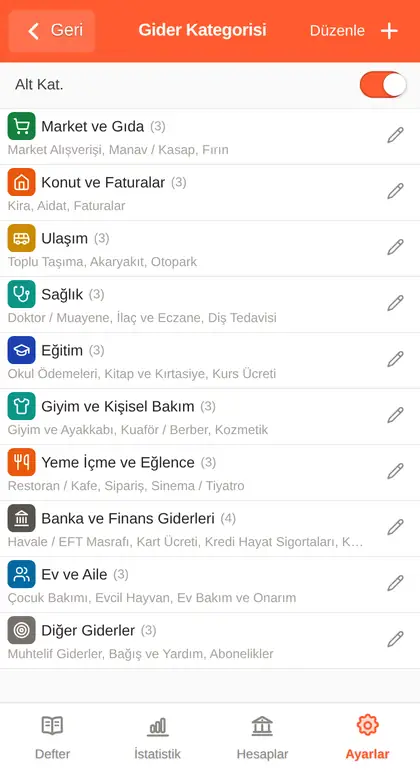 Geri Gider Kategorisi Düzenle +
Alt Kat.
Market ve Gıda (3)
Market Alışverişi, Manav / Kasap, Fırın
Konut ve Faturalar (3)
Kira, Aidat, Faturalar
Ulaşım (3)
Toplu Taşıma, Akaryakıt, Otopark
Sağlık (3)
Doktor / Muayene, İlaç ve Eczane, Diş Tedavisi
Eğitim (3)
Okul Ödemeleri, Kitap ve Kırtasiye, Kurs Ücreti
Giyim ve Kişisel Bakım (3)
Giyim ve Ayakkabı, Kuaför / Berber, Kozmetik
Yeme İçme ve Eğlence (3)
Restoran / Kafe, Sipariş, Sinema / Tiyatro
Banka ve Finans Giderleri (4)
Havale / EFT Masrafı, Kart Ücreti, Kredi Hayat Sigortaları, K...
Ev ve Aile (3)
Çocuk Bakımı, Evcil Hayvan, Ev Bakım ve Onarım
Diğer Giderler (3)
Muhtelif Giderler, Bağış ve Yardım, Abonelikler
Defter İstatistik Hesaplar Ayarlar